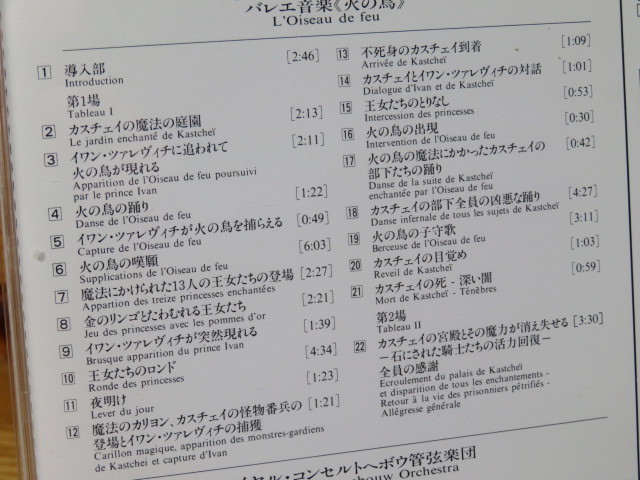 バレエ音楽《火の鳥》
L'Oiseau de feu
1 導入部 [2:46]
Introduction
第1場
Tableau I
2 カスチェイの魔法の庭園 [2:13]
Le jardin enchanté de Kastcheï
3 イワン・ツァレヴィチに追われて [2:11]
火の鳥が現れる
Apparition de l'Oiseau de feu poursuivi
par le prince Ivan
4 火の鳥の踊り [1:22]
Danse de l'Oiseau de feu
5 イワン・ツァレヴィチが火の鳥を捕らえる [0:49]
Capture de l'Oiseau de feu
6 火の鳥の嘆願 [6:03]
Supplications de l'Oiseau de feu
7 魔法にかけられた13人の王女たちの登場 [2:27]
Appartion des treize princesses enchantées
8 金のリンゴとたわむれる王女たち [2:21]
Jeu des princesses avec les pommes d'or
9 イワン・ツァレヴィチが突然現れる [1:39]
Brusque apparition du prince Ivan
10 王女たちのロンド [4:34]
Ronde des princesses
11 夜明け [1:23]
Lever du jour
12 魔法のカリヨン、カスチェイの怪物番兵の [1:21]
登場とイワン・ツァレヴィチの捕獲
Carillon magique, apparition des monstres-gardiens
de Kastcheï et capture d'Ivan
13 不死身のカスチェイ到着 [1:09]
Arrivée de Kastcheï
14 カスチェイとイワン・ツァレヴィチの対話 [1:01]
Dialogue d'Ivan et de Kastcheï
15 王女たちのとりなし [0:53]
Intercession des princesses
16 火の鳥の出現 [0:30]
Intervention de l'Oiseau de feu
17 火の鳥の魔法にかかったカスチェイの [0:42]
部下たちの踊り
Danse de la suite de Kastcheï
enchantée par l'Oiseau de feu
18 カスチェイの部下全員の凶悪な踊り [4:27]
Danse infernale de tous les sujets de Kastcheï
19 火の鳥の子守歌 [3:11]
Berceuse de l'Oiseau de feu
20 カスチェイの目覚め [1:03]
Reveil de Kastcheï
21 カスチェイの死 - 深い闇 [0:59]
Mort de Kastcheï - Ténèbres
第2場
Tableau II
22 カスチェイの宮殿とその魔力が消え失せる [3:30]
－石にされた騎士たちの活力回復－
全員の感謝
Ecroulement du palais de Kastcheï
et disparition de tous les enchantements -
Retour à la vie des prisonniers pétrifiés -
Allégresse générale
イヤル・コンセルトヘボウ管弦楽団
Orchestra